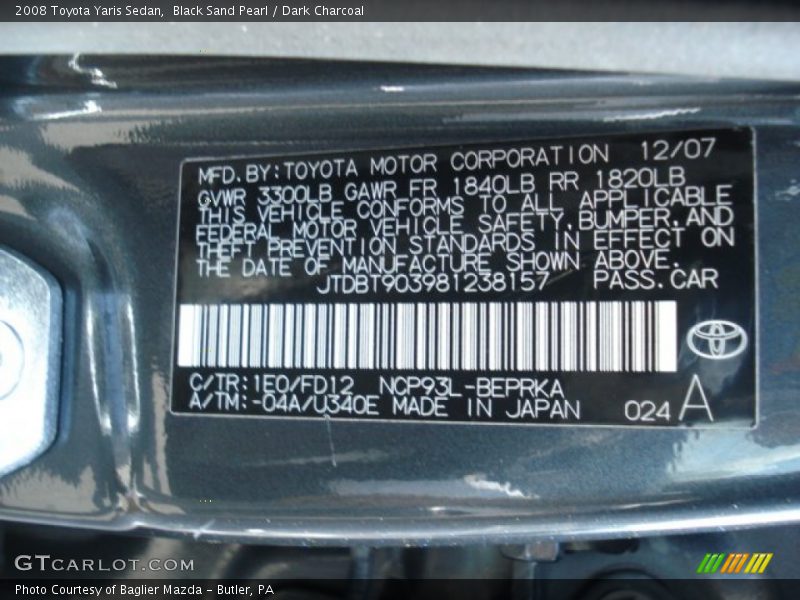 2008 Toyota Yaris Sedan,  Black Sand Pearl / Dark Charcoal
MFD.BY:TOYOTA MOTOR CORPORATION 12/07
GVWR 3300LB GAWR FR 1840LB RR 1820LB
THIS VEHICLE CONFORMS TO ALL APPLICABLE
FEDERAL MOTOR VEHICLE SAFETY,BUMPER,AND
THEFT PREVENTION STANDARDS IN EFFECT ON
THE DATE OF MANUFACTURE SHOWN ABOVE.
JTDBT903981238157 PASS.CAR
C/TR:1E0/FD12 NCP93L-BEPRKA
A/TM:-04A/U340E MADE IN JAPAN 024 A
GTCARLOT.COM
Photo Courtesy of Baglier Mazda - Butler, PA